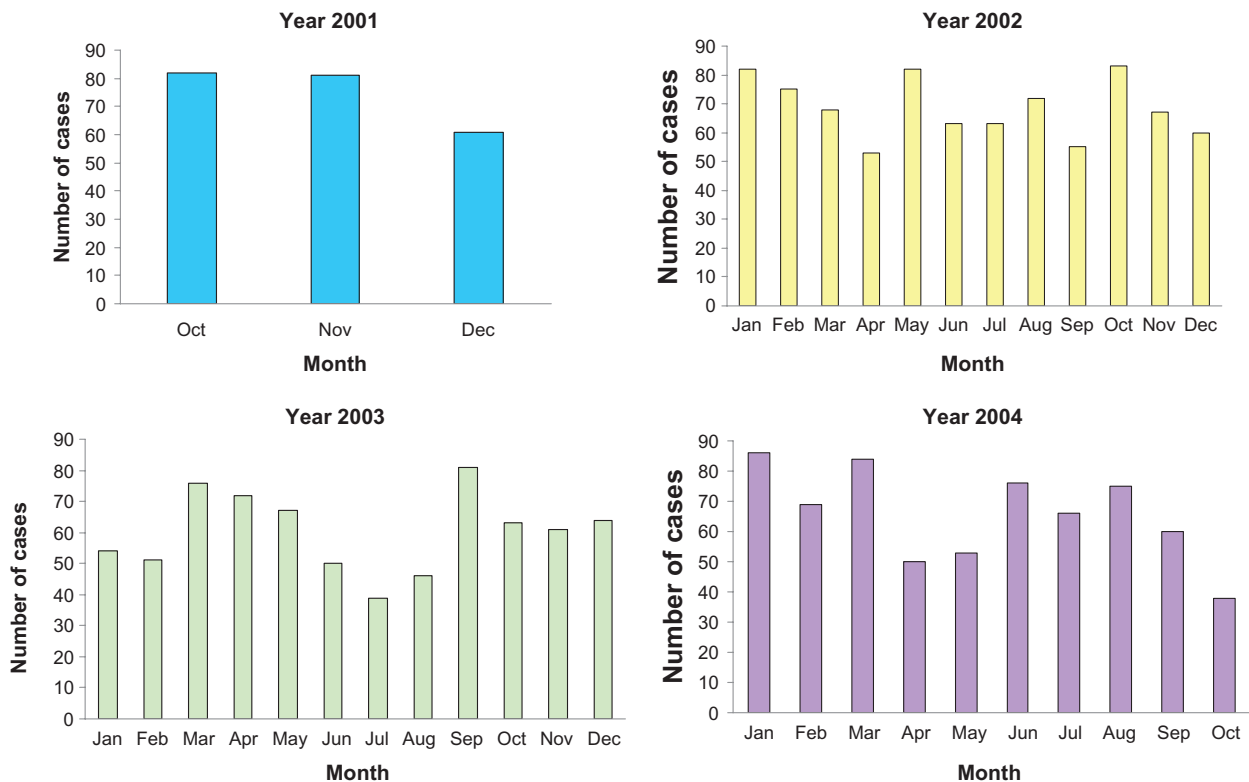 Year 2001
Number of cases
90
80
70
60
50
40
30
20
10
0
Oct Nov Dec
Month
Year 2002
Number of cases
90
80
70
60
50
40
30
20
10
0
Jan Feb Mar Apr May Jun Jul Aug Sep Oct Nov Dec
Month
Year 2003
Number of cases
90
80
70
60
50
40
30
20
10
0
Jan Feb Mar Apr May Jun Jul Aug Sep Oct Nov Dec
Month
Year 2004
Number of cases
90
80
70
60
50
40
30
20
10
0
Jan Feb Mar Apr May Jun Jul Aug Sep Oct
Month